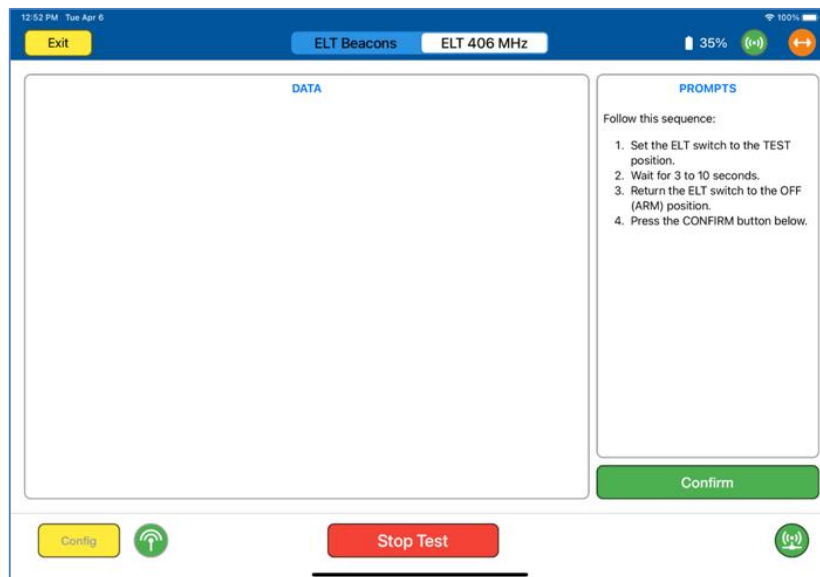 12:52 PM Tue Apr 6
100%
Exit
ELT Beacons
ELT 406 MHz
35%
DATA
PROMPTS
Follow this sequence:
1. Set the ELT switch to the TEST
position.
2. Wait for 3 to 10 seconds.
3. Return the ELT switch to the OFF
(ARM) position.
4. Press the CONFIRM button below.
Confirm
Config
Stop Test